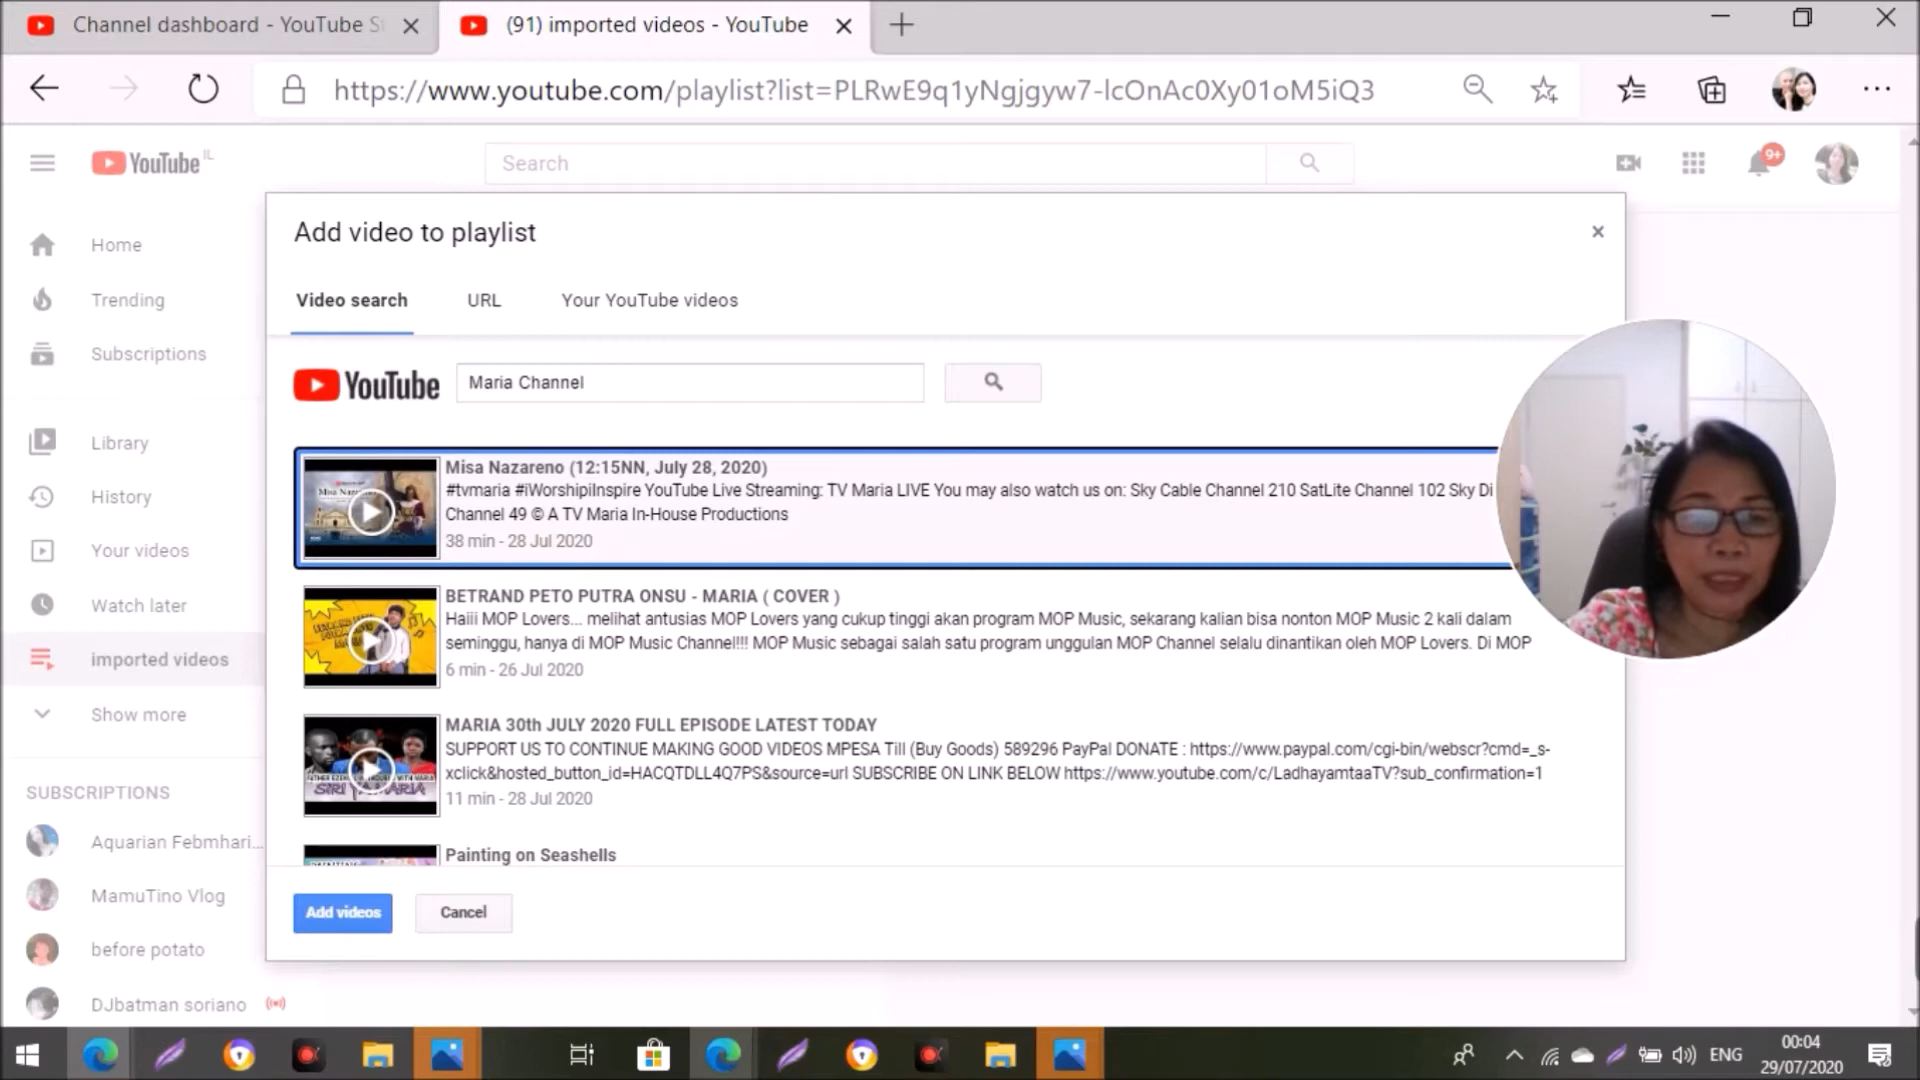 Channel dashboard - YouTube S
(91) imported videos - YouTube
https://www.youtube.com/playlist?list=PLRwE9q1yNgjgyw7-lcOnAc0Xy01oM5iQ3
YouTube IL
Search
9+
Home
Trending
Subscriptions
Library
History
Your videos
Watch later
imported videos
Show more
SUBSCRIPTIONS
Aquarian Febmhari...
MamuTino Vlog
before potato
DJbatman soriano
Add video to playlist
Video search
URL
Your YouTube videos
YouTube
Maria Channel
Misa Nazareno (12:15NN, July 28, 2020)
#tvmaria #iWorshipiInspire YouTube Live Streaming: TV Maria LIVE You may also watch us on: Sky Cable Channel 210 SatLite Channel 102 Sky Di
Channel 49 © A TV Maria In-House Productions
38 min - 28 Jul 2020
BETRAND PETO PUTRA ONSU - MARIA ( COVER )
Haiii MOP Lovers... melihat antusias MOP Lovers yang cukup tinggi akan program MOP Music, sekarang kalian bisa nonton MOP Music 2 kali dalam
seminggu, hanya di MOP Music Channel!!! MOP Music sebagai salah satu program unggulan MOP Channel selalu dinantikan oleh MOP Lovers. Di MOP
6 min - 26 Jul 2020
MARIA 30th JULY 2020 FULL EPISODE LATEST TODAY
SUPPORT US TO CONTINUE MAKING GOOD VIDEOS MPESA Till (Buy Goods) 589296 PayPal DONATE : https://www.paypal.com/cgi-bin/webscr?cmd=_s-
xclick&hosted_button_id=HACQTDLL4Q7PS&source=url SUBSCRIBE ON LINK BELOW https://www.youtube.com/c/LadhayamtaaTV?sub_confirmation=1
11 min - 28 Jul 2020
Painting on Seashells
Add videos
Cancel
ENG
00:04
29/07/2020